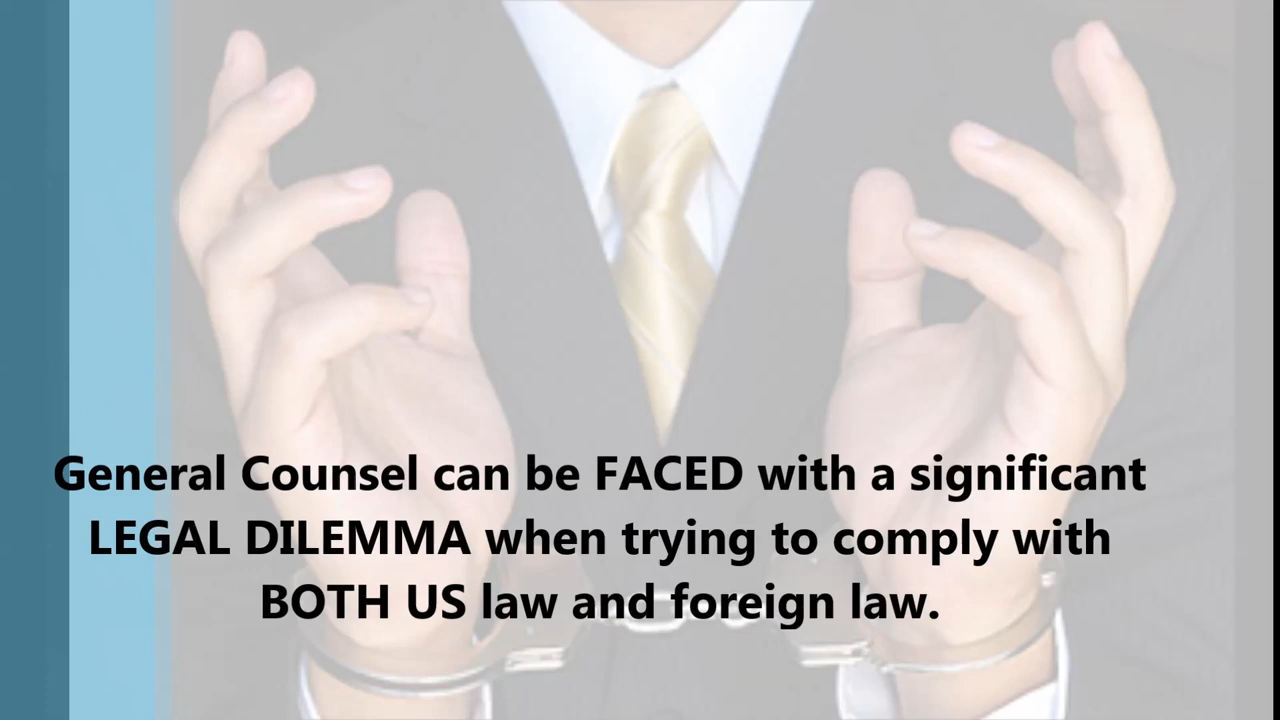 General Counsel can be FACED with a significant
LEGAL DILEMMA when trying to comply with
BOTH US law and foreign law.